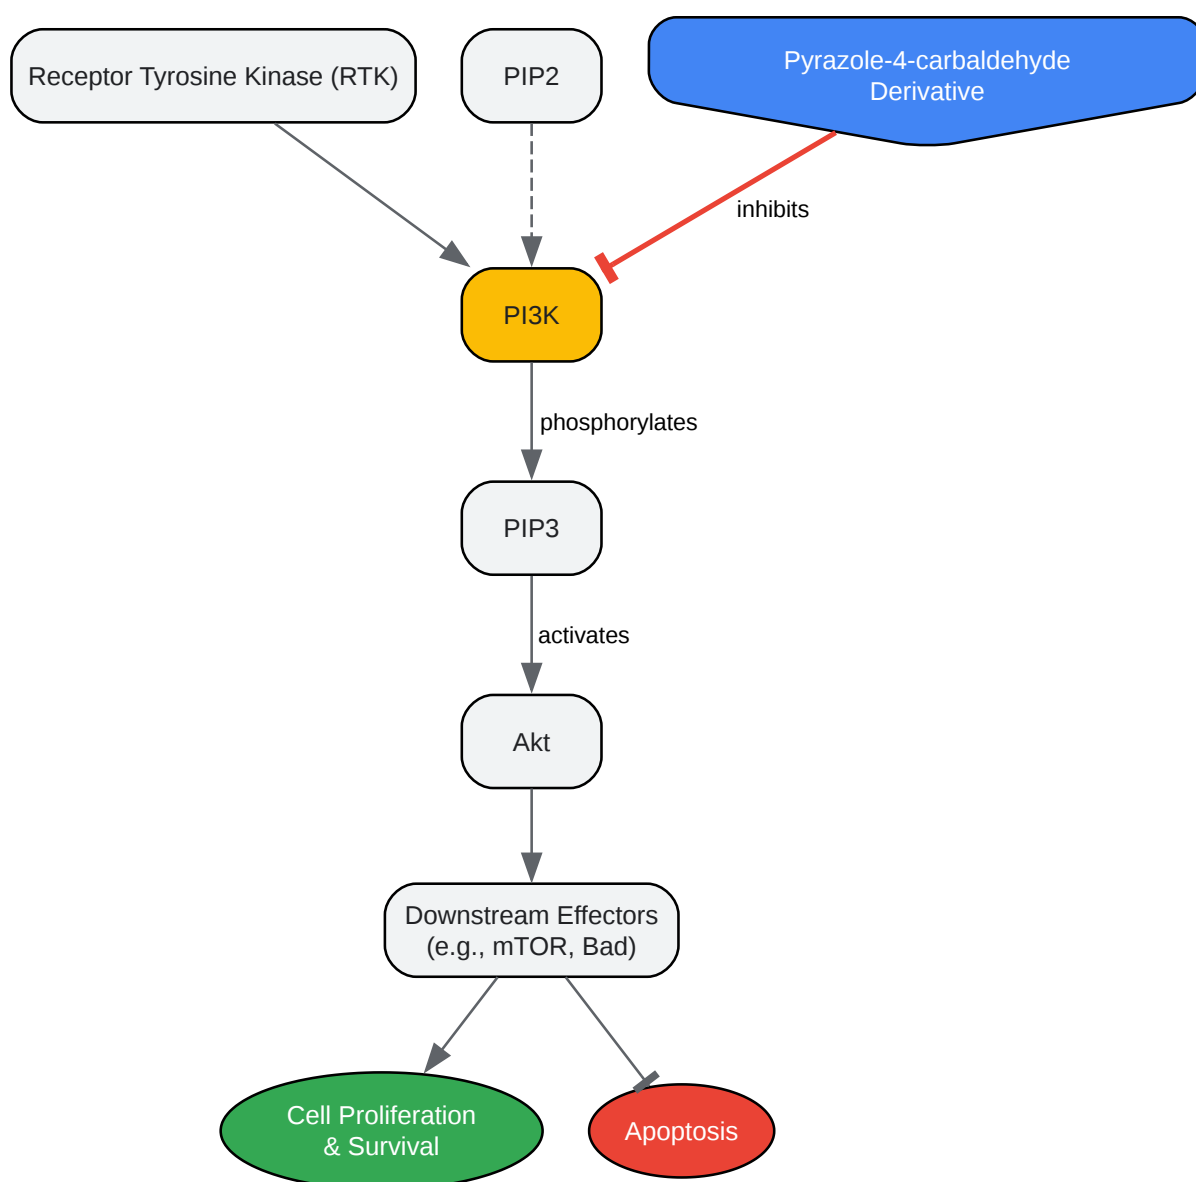 Receptor Tyrosine Kinase (RTK)
PIP2
Pyrazole-4-carbaldehyde
Derivative
inhibits
PI3K
phosphorylates
PIP3
activates
Akt
Downstream Effectors
(e.g., mTOR, Bad)
Cell Proliferation
& Survival
Apoptosis